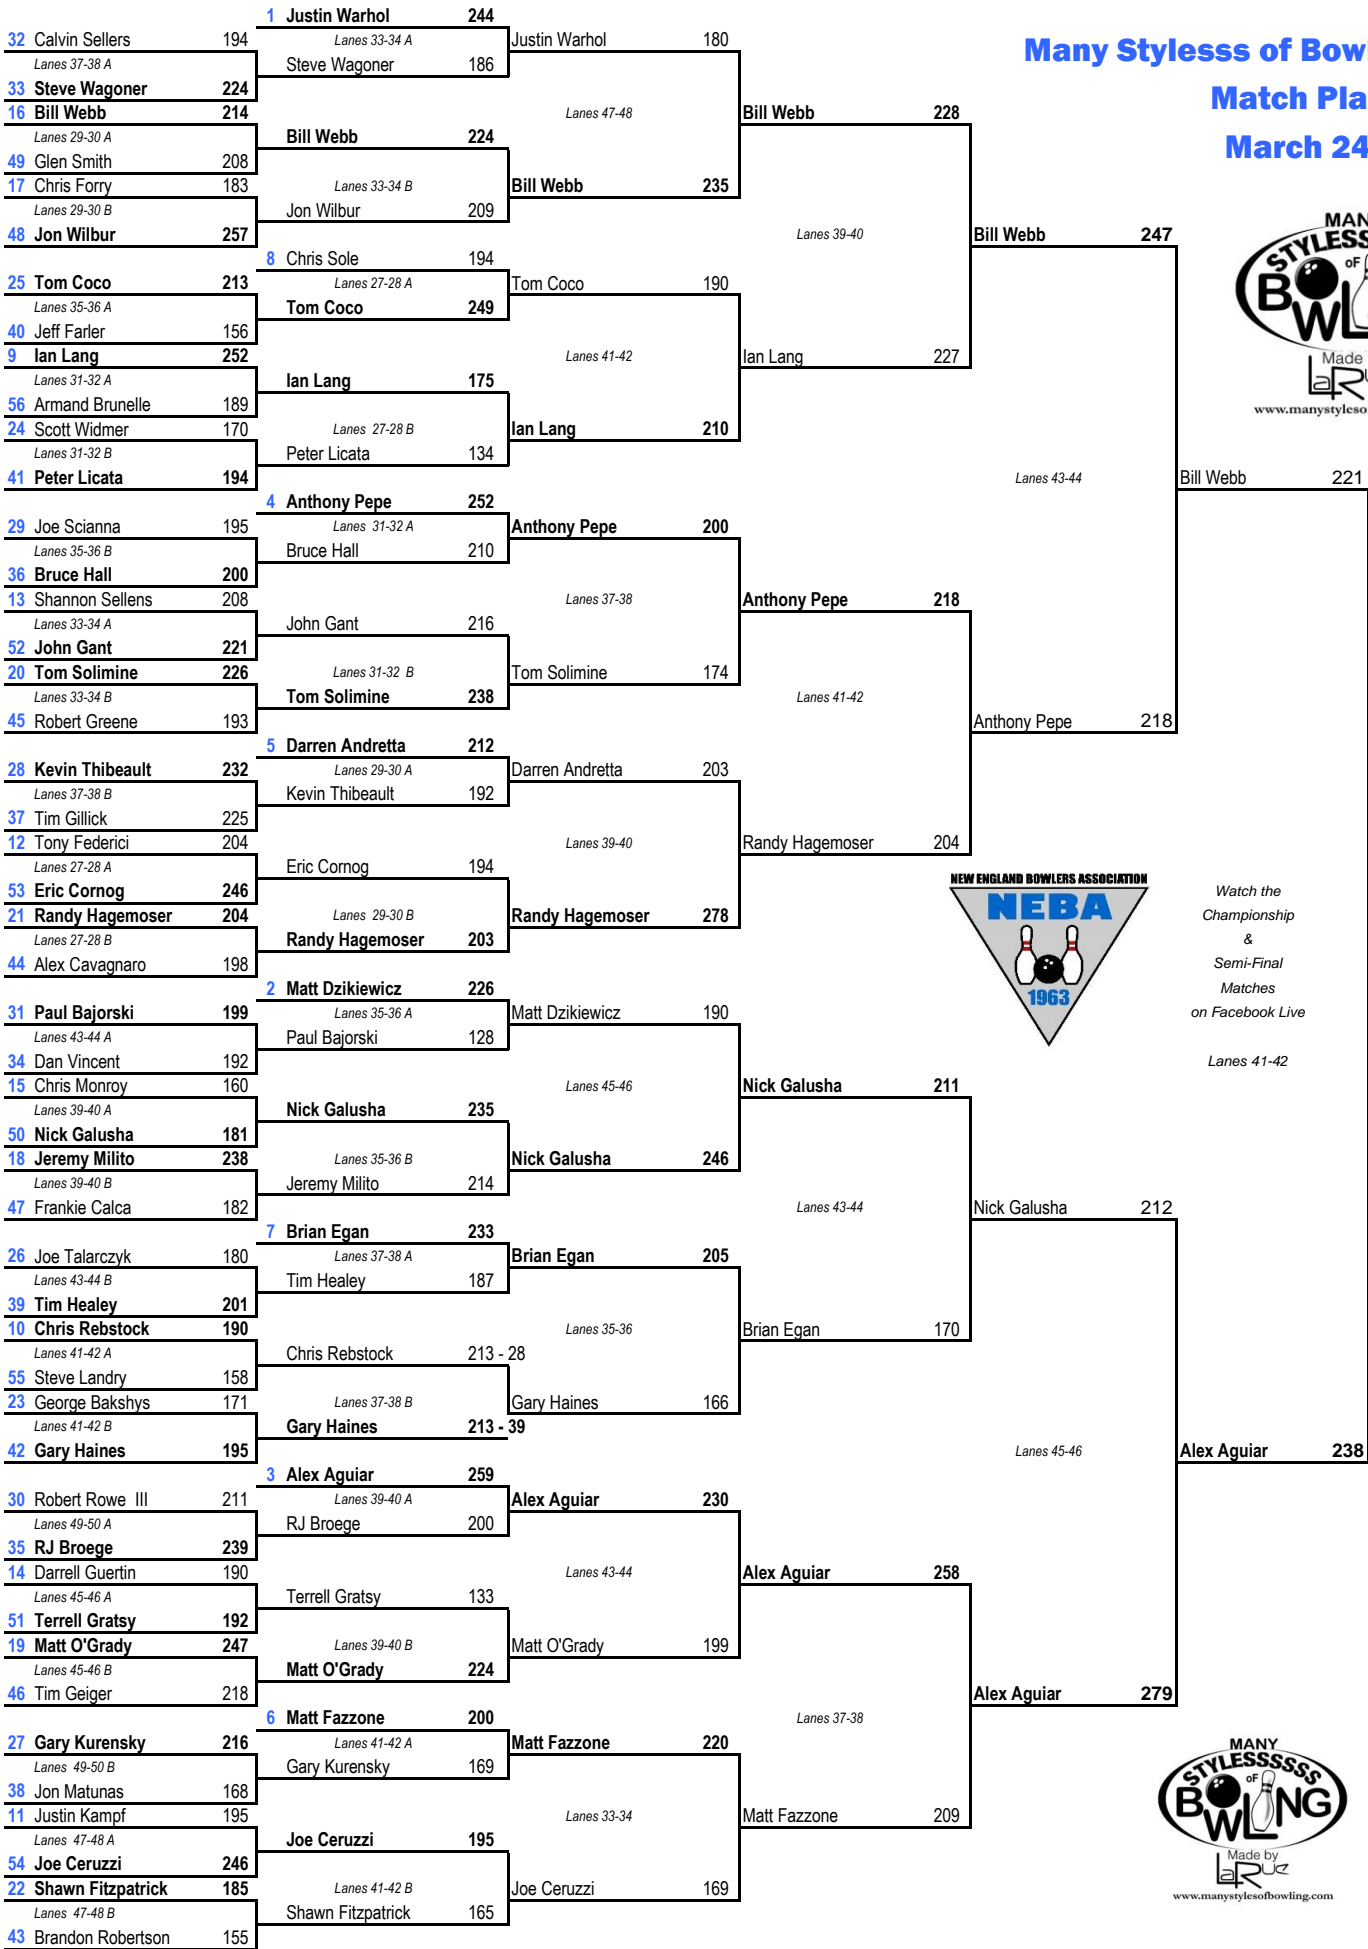 1 Justin Warhol 244
32 Calvin Sellers 194
Lanes 33-34 A
Justin Warhol 180
Lanes 37-38 A
Steve Wagoner 186
33 Steve Wagoner 224
16 Bill Webb 214
Lanes 47-48
Bill Webb 228
Lanes 29-30 A
Bill Webb 224
49 Glen Smith 208
17 Chris Forry 183
Lanes 33-34 B
Bill Webb 235
Lanes 29-30 B
Jon Wilbur 209
48 Jon Wilbur 257
Lanes 39-40
Bill Webb 247
8 Chris Sole 194
25 Tom Coco 213
Lanes 27-28 A
Tom Coco 190
Lanes 35-36 A
Tom Coco 249
40 Jeff Farler 156
9 Ian Lang 252
Lanes 41-42
Ian Lang 227
Lanes 31-32 A
Ian Lang 175
56 Armand Brunelle 189
24 Scott Widmer 170
Lanes 27-28 B
Ian Lang 210
Lanes 31-32 B
Peter Licata 134
41 Peter Licata 194
Lanes 43-44
Bill Webb 221
4 Anthony Pepe 252
29 Joe Scianna 195
Lanes 31-32 A
Anthony Pepe 200
Lanes 35-36 B
Bruce Hall 210
36 Bruce Hall 200
13 Shannon Sellens 208
Lanes 37-38
Anthony Pepe 218
Lanes 33-34 A
John Gant 216
52 John Gant 221
20 Tom Solimine 226
Lanes 31-32 B
Tom Solimine 174
Lanes 33-34 B
Tom Solimine 238
Lanes 41-42
45 Robert Greene 193
Anthony Pepe 218
5 Darren Andretta 212
28 Kevin Thibeault 232
Lanes 29-30 A
Darren Andretta 203
Lanes 37-38 B
Kevin Thibeault 192
37 Tim Gillick 225
12 Tony Federici 204
Lanes 39-40
Randy Hagemoser 204
Lanes 27-28 A
Eric Cornog 194
53 Eric Cornog 246
21 Randy Hagemoser 204
Lanes 29-30 B
Randy Hagemoser 278
Lanes 27-28 B
Randy Hagemoser 203
44 Alex Cavagnaro 198
2 Matt Dzikiewicz 226
31 Paul Bajorski 199
Lanes 35-36 A
Matt Dzikiewicz 190
Lanes 43-44 A
Paul Bajorski 128
34 Dan Vincent 192
15 Chris Monroy 160
Lanes 45-46
Nick Galusha 211
Lanes 39-40 A
Nick Galusha 235
50 Nick Galusha 181
18 Jeremy Milito 238
Lanes 35-36 B
Nick Galusha 246
Lanes 39-40 B
Jeremy Milito 214
47 Frankie Calca 182
Lanes 43-44
Nick Galusha 212
7 Brian Egan 233
26 Joe Talarczyk 180
Lanes 37-38 A
Brian Egan 205
Lanes 43-44 B
Tim Healey 187
39 Tim Healey 201
10 Chris Rebstock 190
Lanes 35-36
Brian Egan 170
Lanes 41-42 A
Chris Rebstock 213 - 28
55 Steve Landry 158
23 George Bakshys 171
Lanes 37-38 B
Gary Haines 166
Lanes 41-42 B
Gary Haines 213 - 39
42 Gary Haines 195
Lanes 45-46
Alex Aguiar 238
3 Alex Aguiar 259
30 Robert Rowe III 211
Lanes 39-40 A
Alex Aguiar 230
Lanes 49-50 A
RJ Broege 200
35 RJ Broege 239
14 Darrell Guertin 190
Lanes 43-44
Alex Aguiar 258
Lanes 45-46 A
Terrell Gratsy 133
51 Terrell Gratsy 192
19 Matt O'Grady 247
Lanes 39-40 B
Matt O'Grady 199
Lanes 45-46 B
Matt O'Grady 224
46 Tim Geiger 218
Alex Aguiar 279
6 Matt Fazzone 200
Lanes 37-38
27 Gary Kurensky 216
Lanes 41-42 A
Matt Fazzone 220
Lanes 49-50 B
Gary Kurensky 169
38 Jon Matunas 168
11 Justin Kampf 195
Lanes 33-34
Matt Fazzone 209
Lanes 47-48 A
Joe Ceruzzi 195
54 Joe Ceruzzi 246
22 Shawn Fitzpatrick 185
Lanes 41-42 B
Joe Ceruzzi 169
Lanes 47-48 B
Shawn Fitzpatrick 165
43 Brandon Robertson 155
Many Stylesss of Bowl
Match Pla
March 24
MAN
STYLESS
OF
BOWL
Made
LaRu
www.manystyleso
NEW ENGLAND BOWLERS ASSOCIATION
NEBA
1963
Watch the
Championship
&
Semi-Final
Matches
on Facebook Live
Lanes 41-42
MANY
STYLESSSSSS
OF
BOWLING
Made by
LaRue
www.manystylesofbowling.com